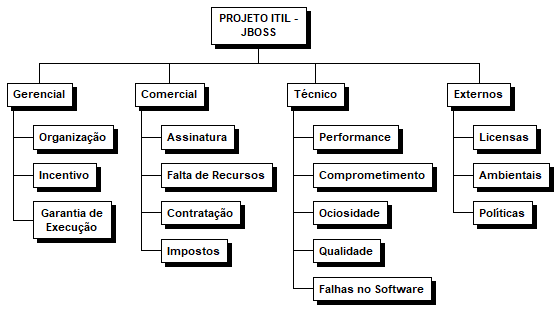 PROJETO ITIL -
JBOSS
Gerencial
Comercial
Técnico
Externos
Organização
Assinatura
Performance
Licensas
Incentivo
Falta de Recursos
Comprometimento
Ambientais
Garantia de
Execução
Contratação
Ociosidade
Políticas
Impostos
Qualidade
Falhas no Software